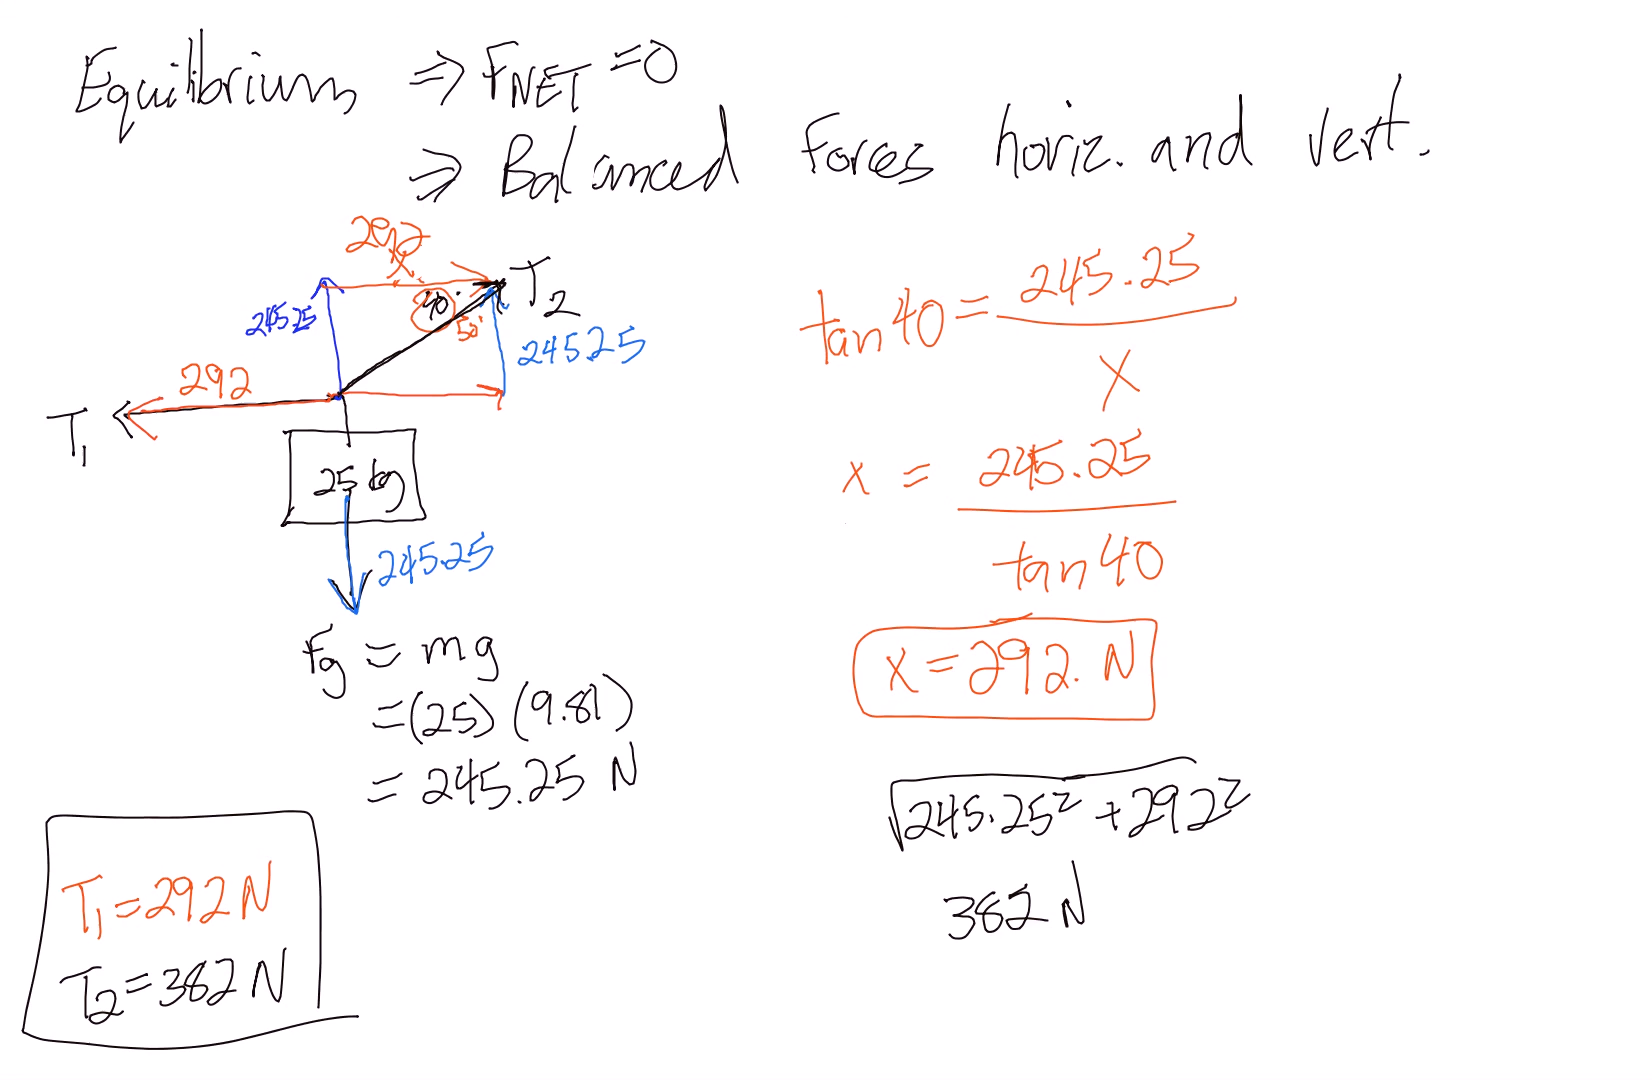 Equilibrium ⇒ FNET = 0
⇒ Balanced Forces horiz. and vert.
292
x
T2
40°
50°
245.25
245.25
292
T1
25 kg
245.25
Fg = mg
= (25) (9.81)
= 245.25 N
tan 40 = 245.25 / x
x = 245.25 / tan 40
x = 292. N
√245.25² + 292²
382 N
T1 = 292 N
T2 = 382 N